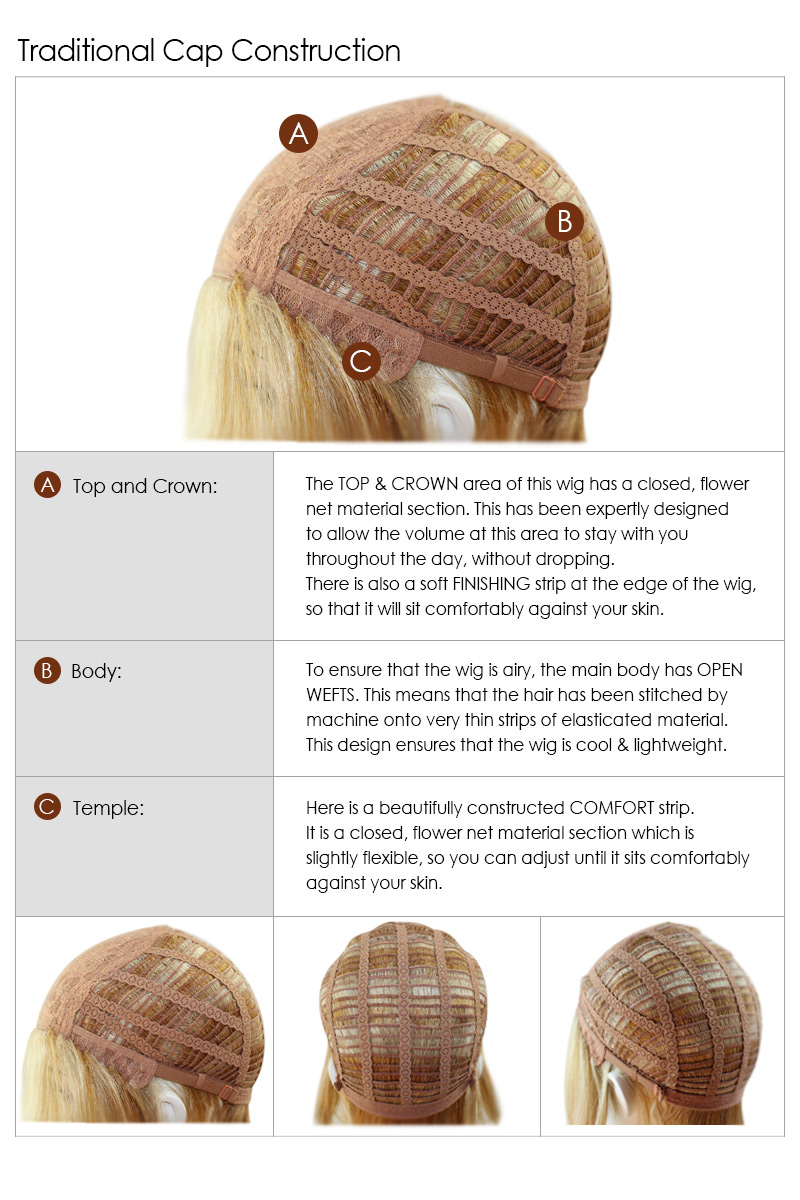 Traditional Cap Construction
A
B
C
A Top and Crown:
The TOP & CROWN area of this wig has a closed, flower
net material section. This has been expertly designed
to allow the volume at this area to stay with you
throughout the day, without dropping.
There is also a soft FINISHING strip at the edge of the wig,
so that it will sit comfortably against your skin.
B Body:
To ensure that the wig is airy, the main body has OPEN
WEFTS. This means that the hair has been stitched by
machine onto very thin strips of elasticated material.
This design ensures that the wig is cool & lightweight.
C Temple:
Here is a beautifully constructed COMFORT strip.
It is a closed, flower net material section which is
slightly flexible, so you can adjust until it sits comfortably
against your skin.